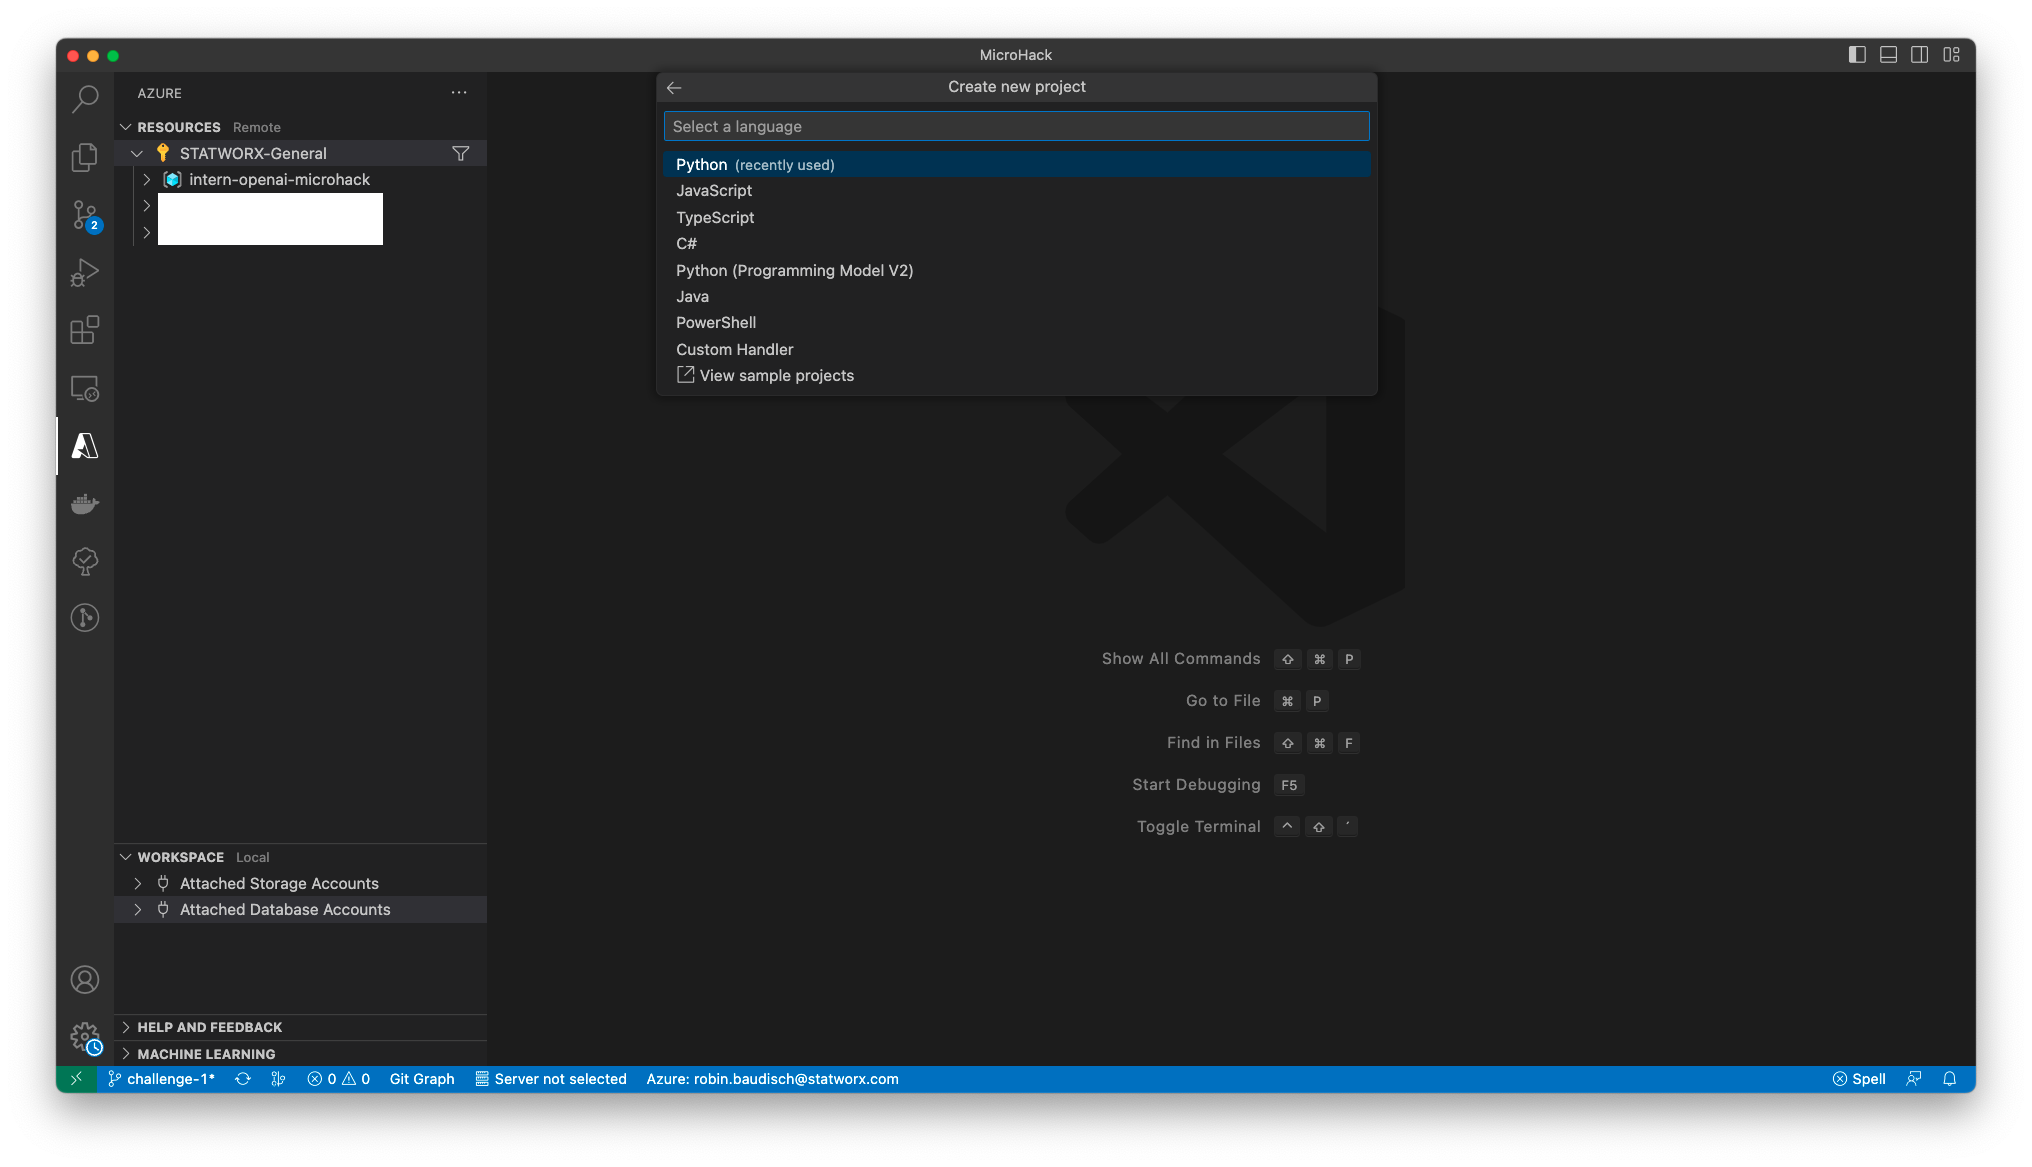 MicroHack
AZURE
RESOURCES Remote
STATWORX-General
intern-openai-microhack
2
Create new project
Select a language
Python (recently used)
JavaScript
TypeScript
C#
Python (Programming Model V2)
Java
PowerShell
Custom Handler
View sample projects
Show All Commands ⇧ ⌘ P
Go to File ⌘ P
Find in Files ⇧ ⌘ F
Start Debugging F5
Toggle Terminal ^ ⇧ ´
WORKSPACE Local
Attached Storage Accounts
Attached Database Accounts
HELP AND FEEDBACK
MACHINE LEARNING
challenge-1* 0 0 Git Graph Server not selected Azure: robin.baudisch@statworx.com Spell